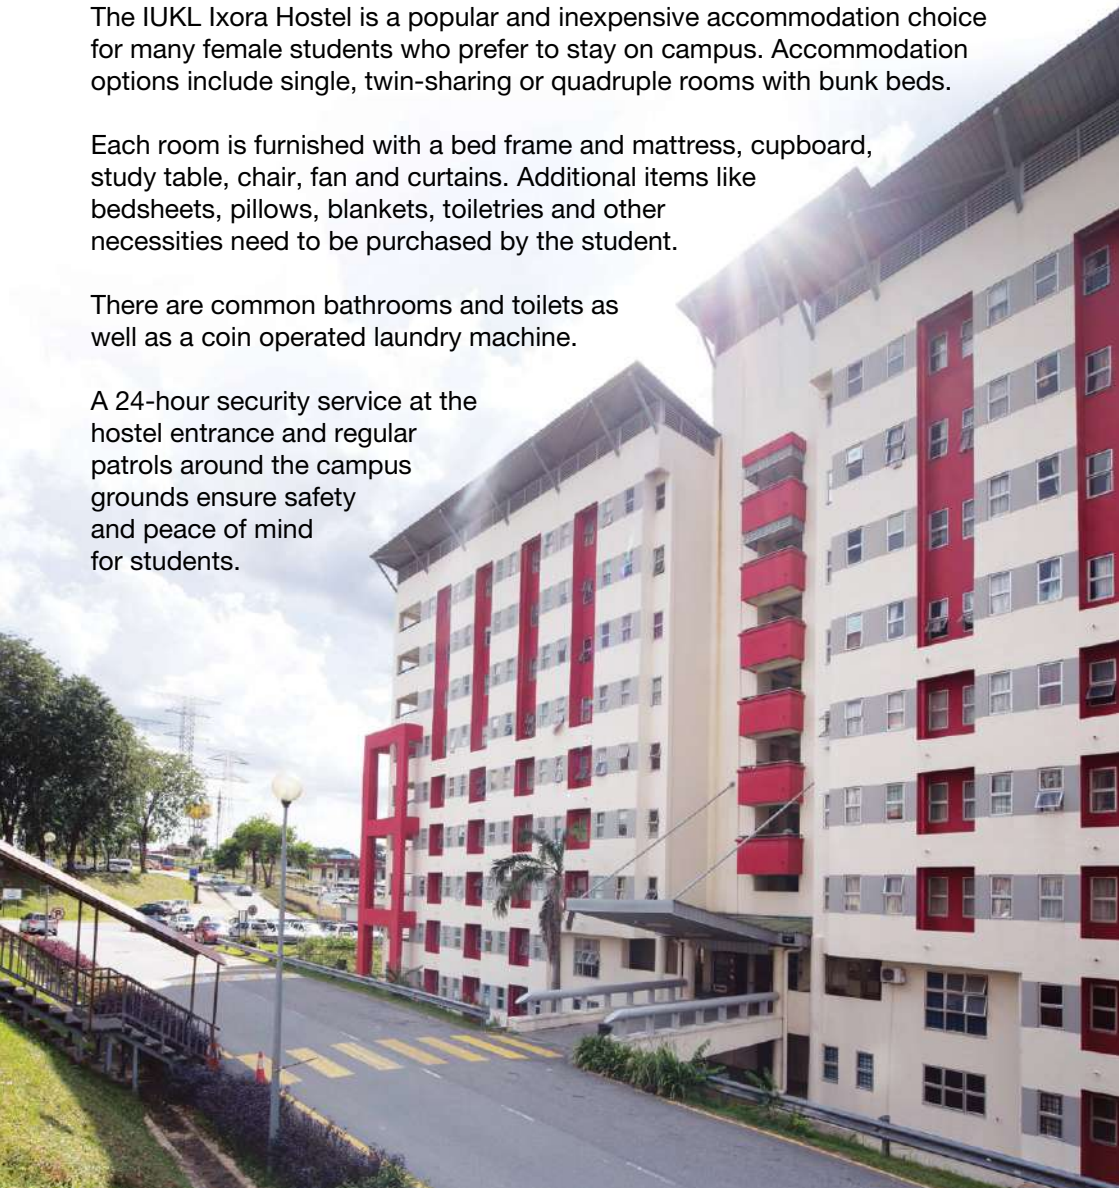 The IUKL Ixora Hostel is a popular and inexpensive accommodation choice
for many female students who prefer to stay on campus. Accommodation
options include single, twin-sharing or quadruple rooms with bunk beds.
Each room is furnished with a bed frame and mattress, cupboard,
study table, chair, fan and curtains. Additional items like
bedsheets, pillows, blankets, toiletries and other
necessities need to be purchased by the student.
There are common bathrooms and toilets as
well as a coin operated laundry machine.
A 24-hour security service at the
hostel entrance and regular
patrols around the campus
grounds ensure safety
and peace of mind
for students.